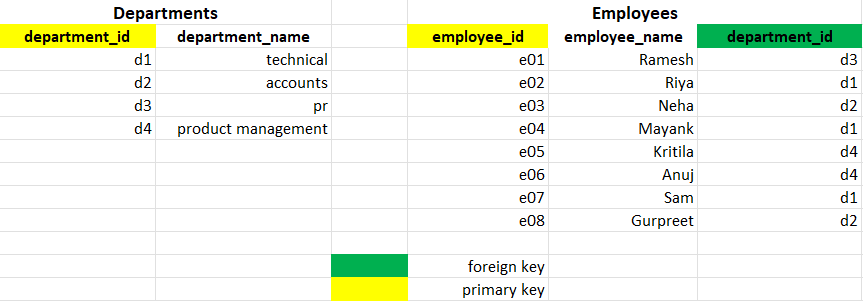 Departments Employees
department_id department_name employee_id employee_name department_id
d1 technical e01 Ramesh d3
d2 accounts e02 Riya d1
d3 pr e03 Neha d2
d4 product management e04 Mayank d1
e05 Kritila d4
e06 Anuj d4
e07 Sam d1
e08 Gurpreet d2
foreign key
primary key